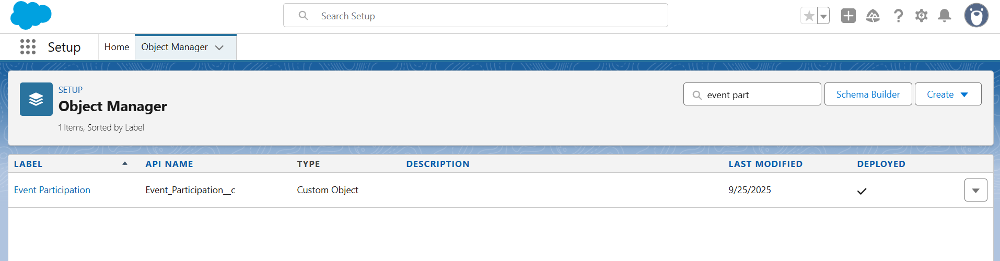 Search Setup
Setup
Home
Object Manager
SETUP
Object Manager
1 Items, Sorted by Label
event part
Schema Builder
Create
LABEL API NAME TYPE DESCRIPTION LAST MODIFIED DEPLOYED
Event Participation Event_Participation__c Custom Object 9/25/2025